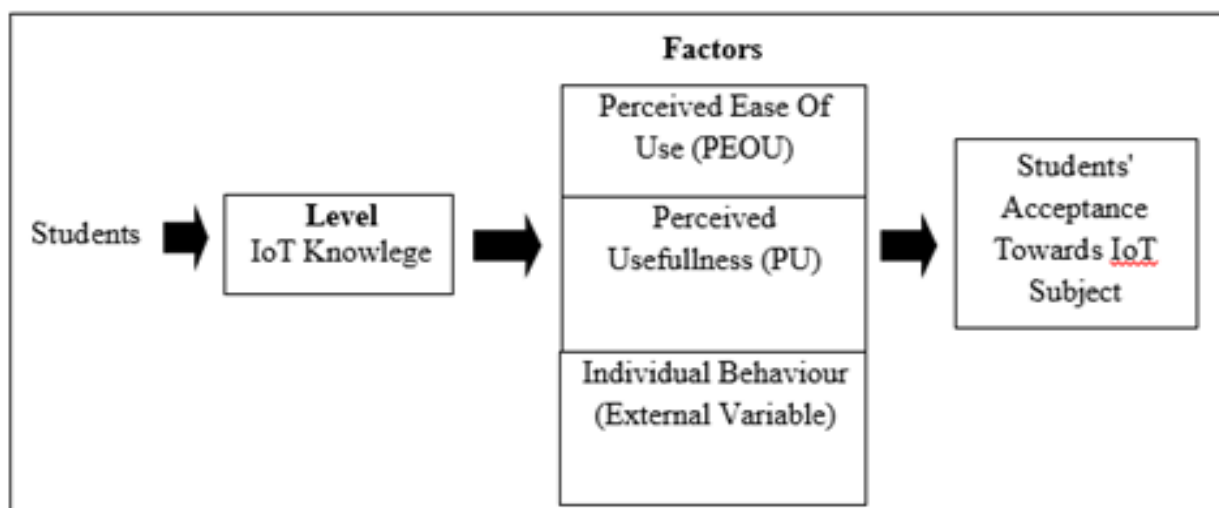 Students
Level
IoT Knowlege
Factors
Perceived Ease Of
Use (PEOU)
Perceived
Usefullness (PU)
Individual Behaviour
(External Variable)
Students'
Acceptance
Towards IoT
Subject